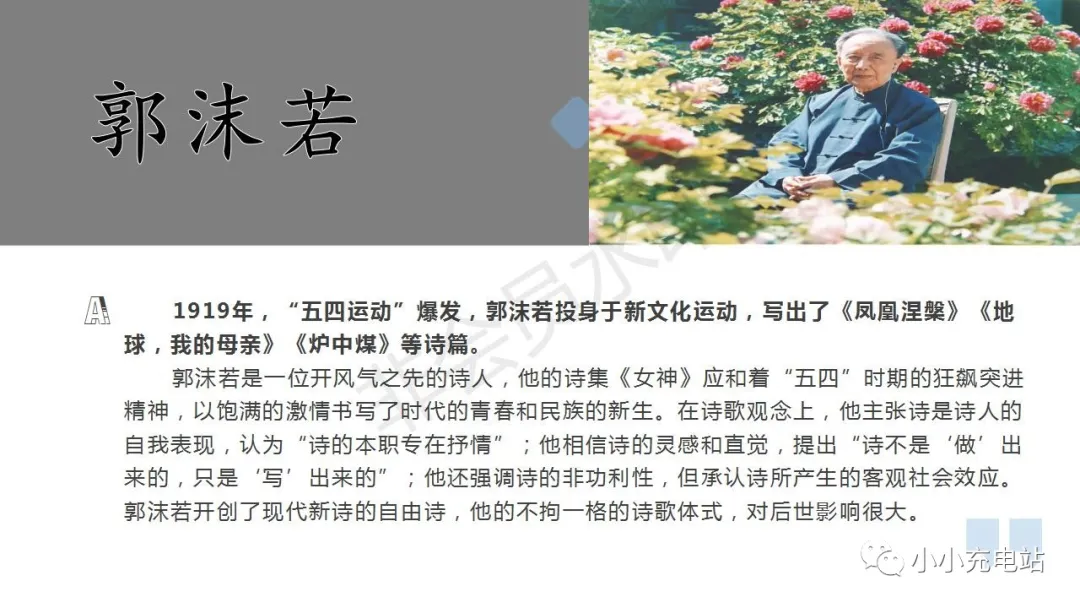 郭沫若
A
1919年，“五四运动”爆发，郭沫若投身于新文化运动，写出了《凤凰涅槃》《地
球，我的母亲》《炉中煤》等诗篇。
郭沫若是一位开风气之先的诗人，他的诗集《女神》应和着“五四”时期的狂飙突进
精神，以饱满的激情书写了时代的青春和民族的新生。在诗歌观念上，他主张诗是诗人的
自我表现，认为“诗的本职专在抒情”；他相信诗的灵感和直觉，提出“诗不是‘做’出
来的，只是‘写’出来的”；他还强调诗的非功利性，但承认诗所产生的客观社会效应。
郭沫若开创了现代新诗的自由诗，他的不拘一格的诗歌体式，对后世影响很大。
非会员水
小小充电站